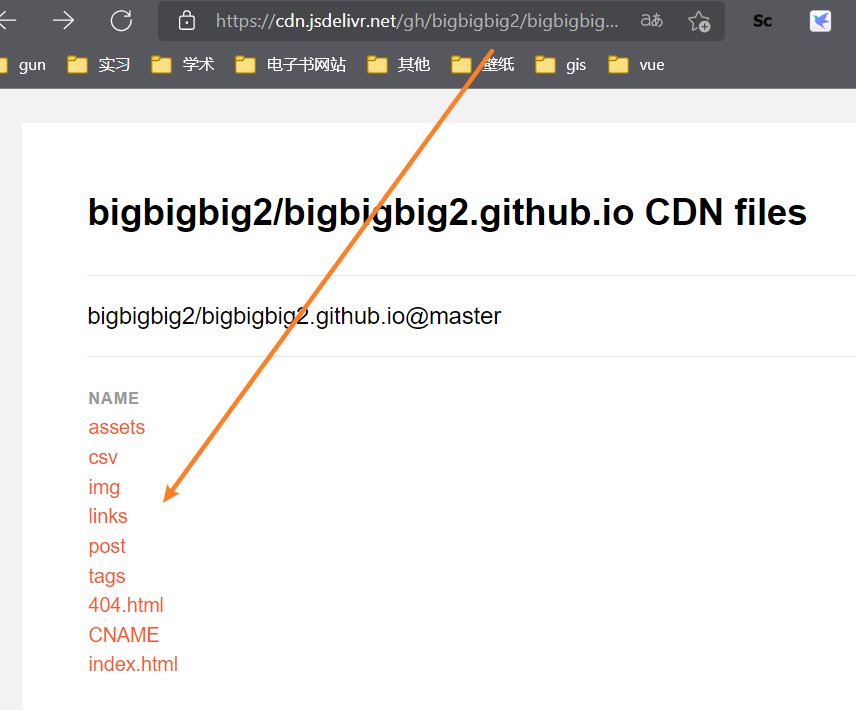 https://cdn.jsdelivr.net/gh/bigbigbig2/bigbigbig... aあ Sc
gun 实习 学术 电子书网站 其他 壁纸 gis vue
bigbigbig2/bigbigbig2.github.io CDN files
bigbigbig2/bigbigbig2.github.io@master
NAME
assets
csv
img
links
post
tags
404.html
CNAME
index.html